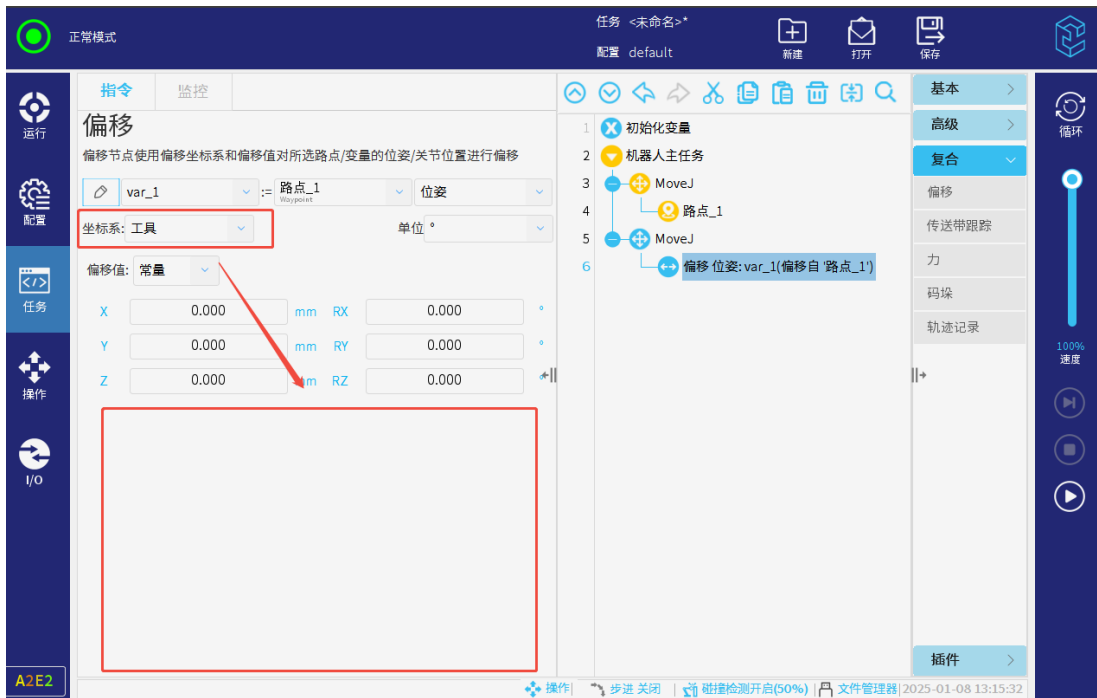 正常模式
任务 <未命名>*
配置 default
新建
打开
保存
运行
配置
任务
操作
I/O
A2E2
指令 监控
偏移
偏移节点使用偏移坐标系和偏移值对所选路点/变量的位姿/关节位置进行偏移
var_1 := 路点_1 位姿
Waypoint
坐标系: 工具 单位 °
偏移值: 常量
X 0.000 mm RX 0.000 °
Y 0.000 mm RY 0.000 °
Z 0.000 mm RZ 0.000 °
1 初始化变量
2 机器人主任务
3 MoveJ
4 路点_1
5 MoveJ
6 偏移 位姿: var_1(偏移自 '路点_1')
基本
高级
复合
偏移
传送带跟踪
力
码垛
轨迹记录
插件
循环
100%
速度
操作 | 步进 关闭 | 碰撞检测开启(50%) | 文件管理器 | 2025-01-08 13:15:32